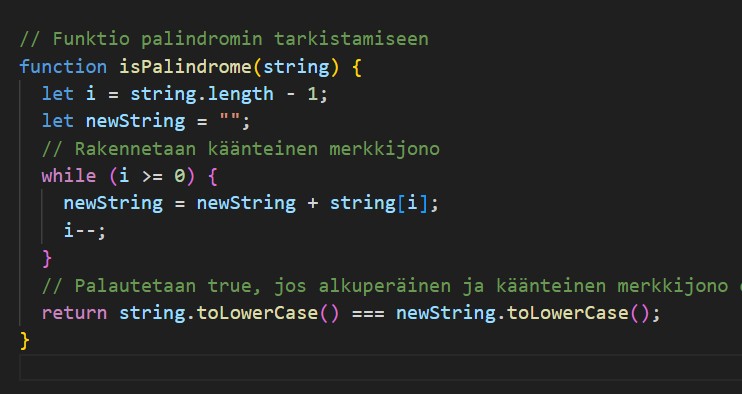 // Funktio palindromin tarkistamiseen
function isPalindrome(string) {
let i = string.length - 1;
let newString = "";
// Rakennetaan käänteinen merkkijono
while (i >= 0) {
newString = newString + string[i];
i--;
}
// Palautetaan true, jos alkuperäinen ja käänteinen merkkijono
return string.toLowerCase() === newString.toLowerCase();
}